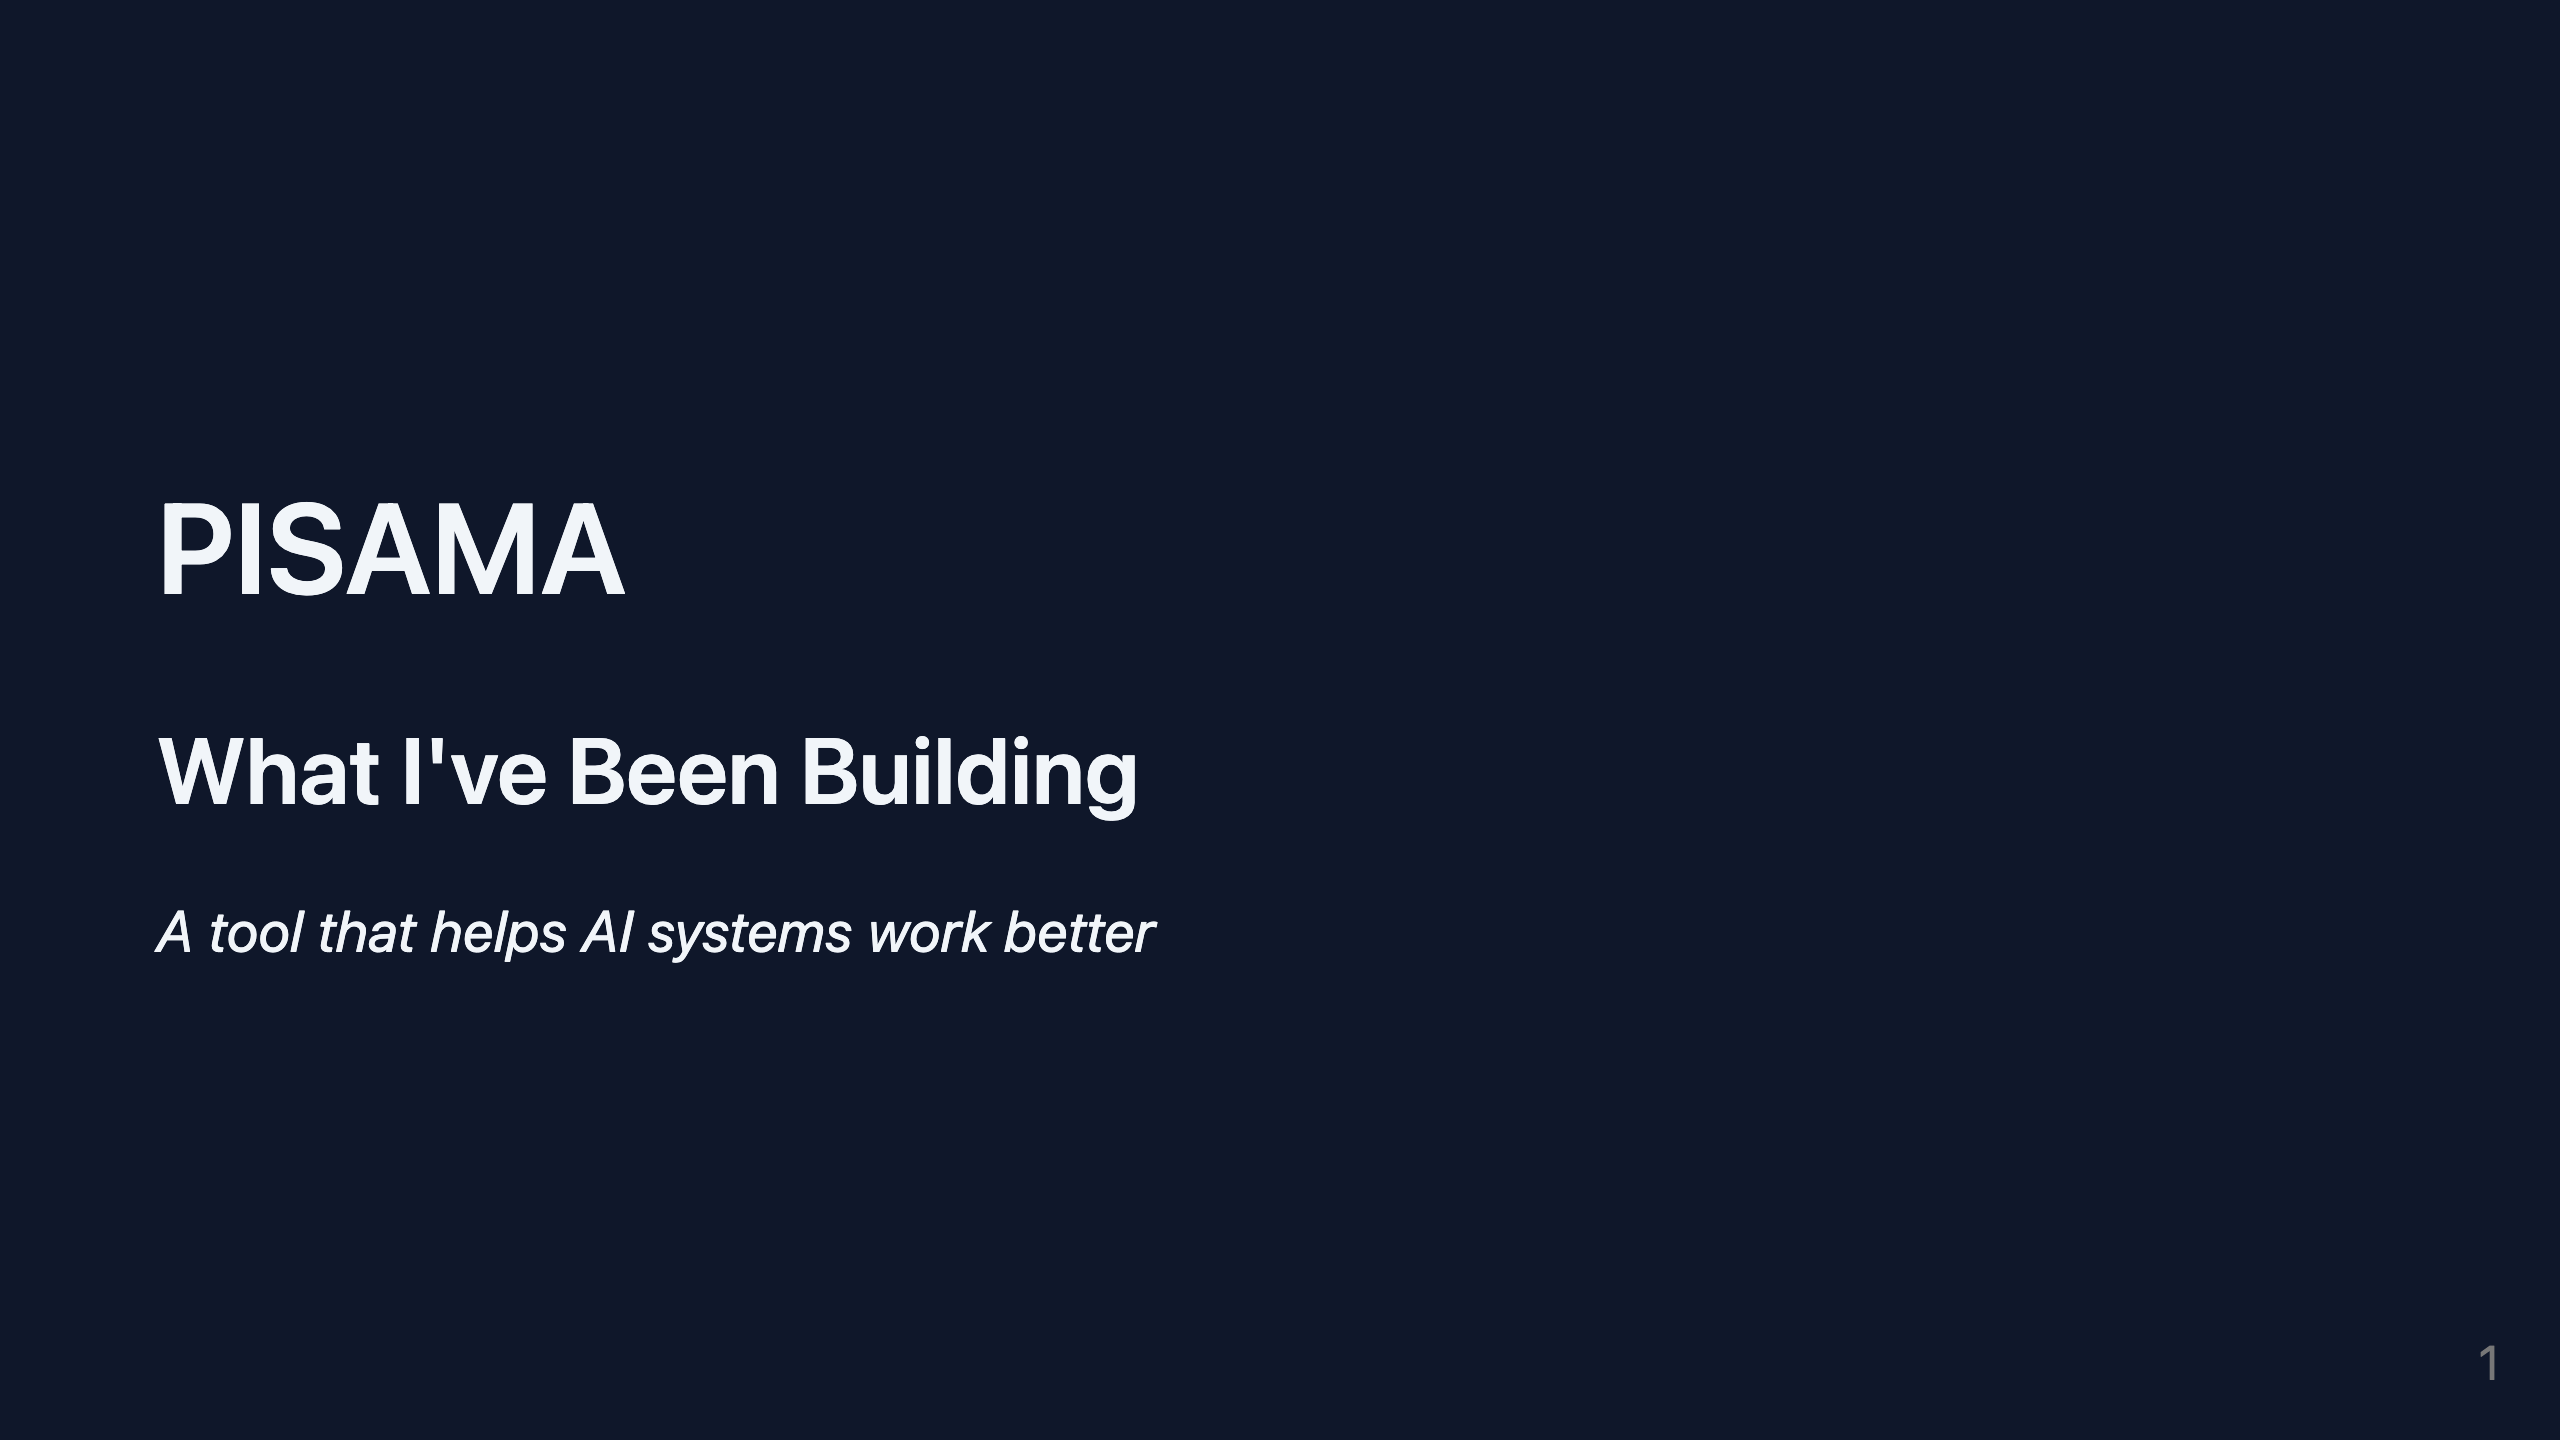 PISAMA
What I've Been Building
A tool that helps AI systems work better
1